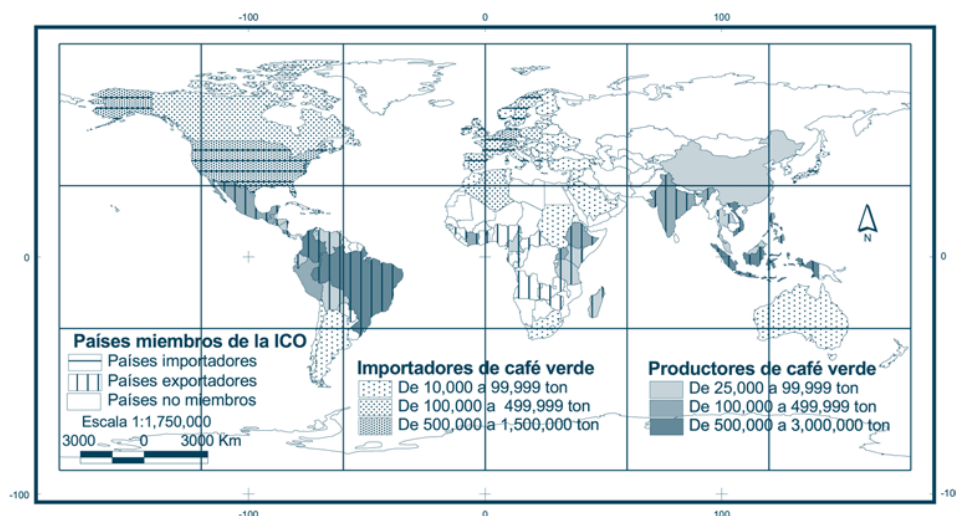 -100 0 100
0 0
N
Países miembros de la ICO
Países importadores
Países exportadores
Países no miembros
Escala 1:1,750,000
3000 0 3000 Km
Importadores de café verde
De 10,000 a 99,999 ton
De 100,000 a 499,999 ton
De 500,000 a 1,500,000 ton
Productores de café verde
De 25,000 a 99,999 ton
De 100,000 a 499,999 ton
De 500,000 a 3,000,000 ton
-100 -100
-100 0 100